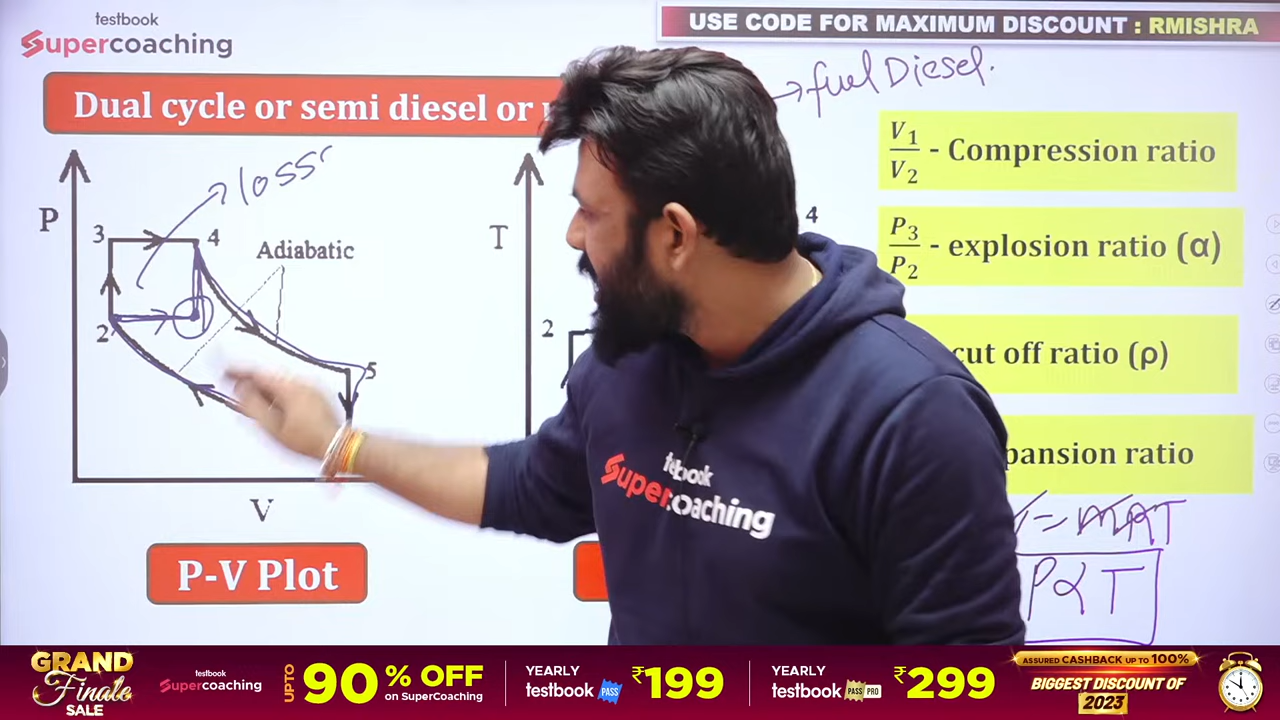 testbook
Supercoaching
USE CODE FOR MAXIMUM DISCOUNT : RMISHRA
→ fuel Diesel.
Dual cycle or semi diesel or
V1/V2 - Compression ratio
loss
P
3
4
Adiabatic
2
5
V
T
4
2
P3/P2 - explosion ratio (α)
cut off ratio (ρ)
pansion ratio
= mRT
P∝T
P-V Plot
testbook
Supercoaching
GRAND
Finale
SALE
testbook
Supercoaching
UPTO 90% OFF
on SuperCoaching
YEARLY
testbook PASS
₹199
YEARLY
testbook PASS PRO
₹299
ASSURED CASHBACK UP TO 100%
BIGGEST DISCOUNT OF
2023